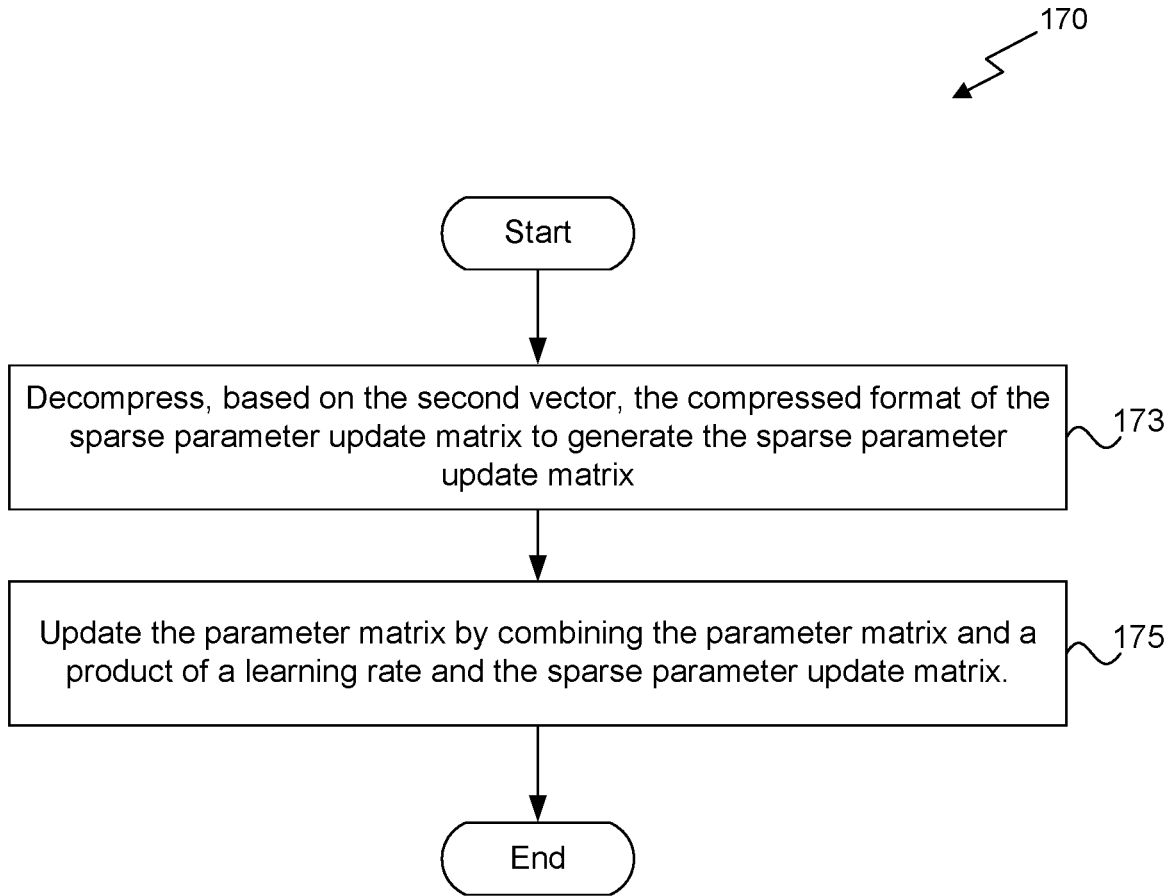 170
Start
Decompress, based on the second vector, the compressed format of the
sparse parameter update matrix to generate the sparse parameter
update matrix
173
Update the parameter matrix by combining the parameter matrix and a
product of a learning rate and the sparse parameter update matrix.
175
End